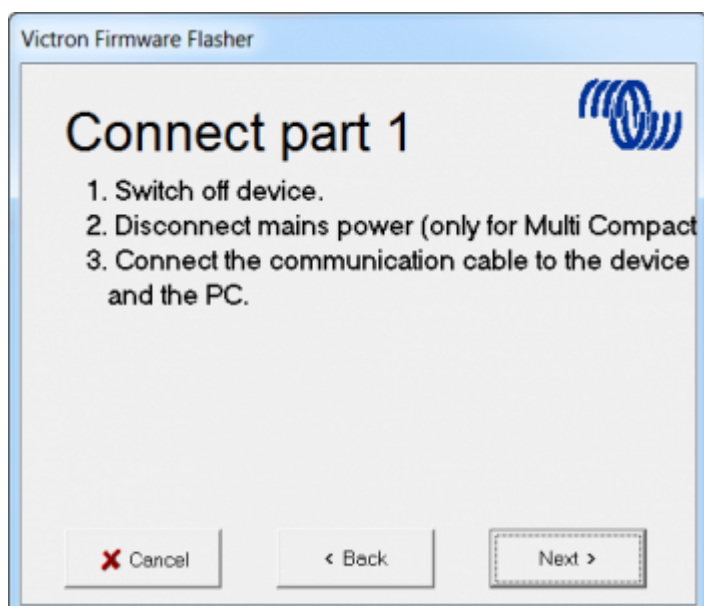 Victron Firmware Flasher
Connect part 1
1. Switch off device.
2. Disconnect mains power (only for Multi Compact
3. Connect the communication cable to the device
and the PC.
Cancel
< Back
Next >